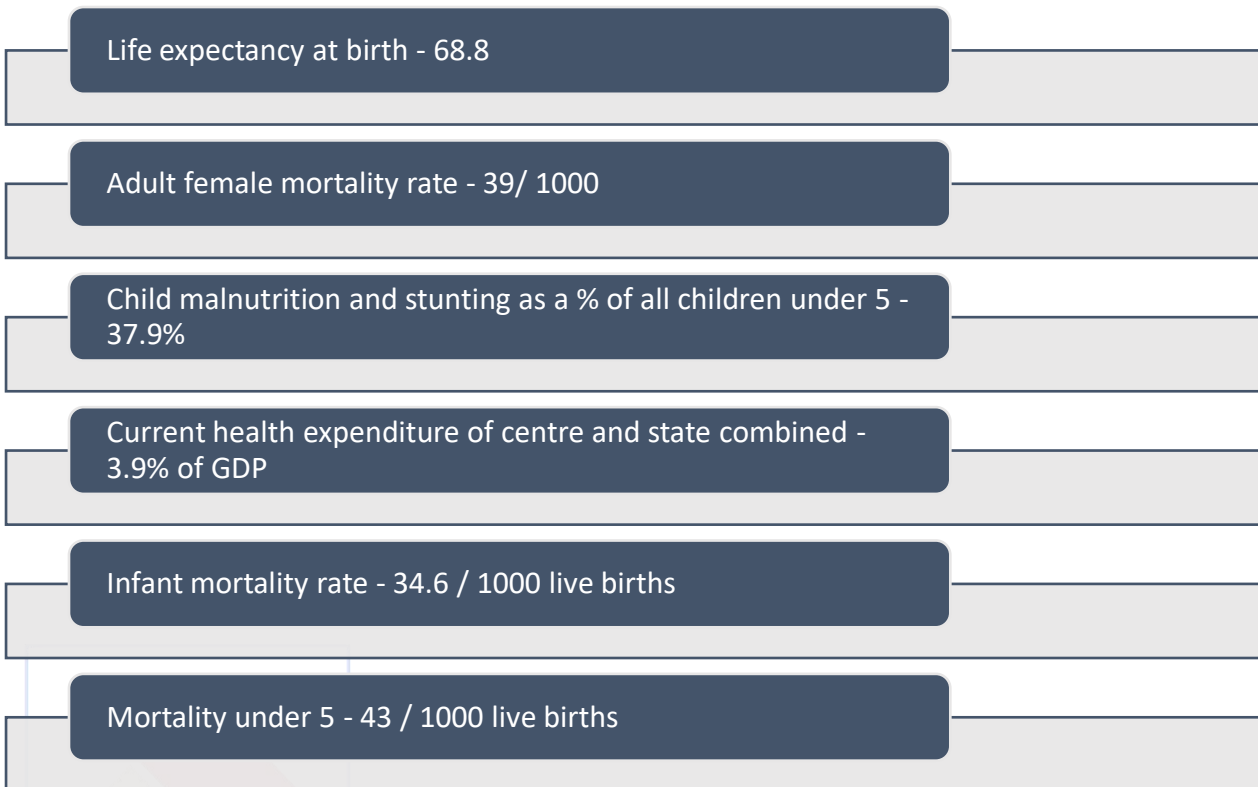 Life expectancy at birth - 68.8
Adult female mortality rate - 39/ 1000
Child malnutrition and stunting as a % of all children under 5 -
37.9%
Current health expenditure of centre and state combined -
3.9% of GDP
Infant mortality rate - 34.6 / 1000 live births
Mortality under 5 - 43 / 1000 live births